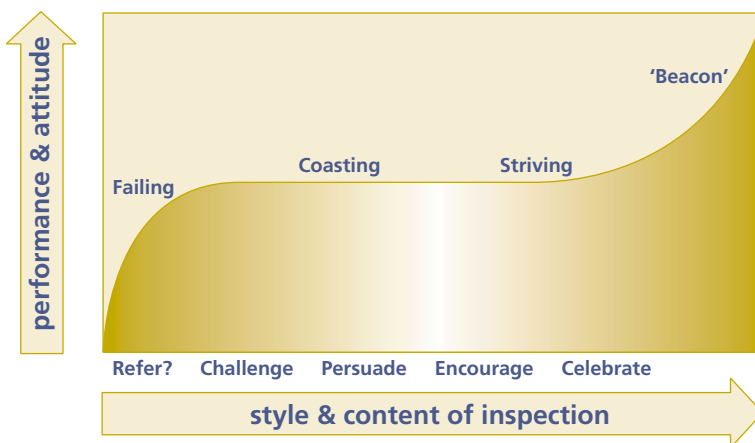 performance & attitude
‘Beacon’
Coasting
Striving
Failing
Refer? Challenge Persuade Encourage Celebrate
style & content of inspection